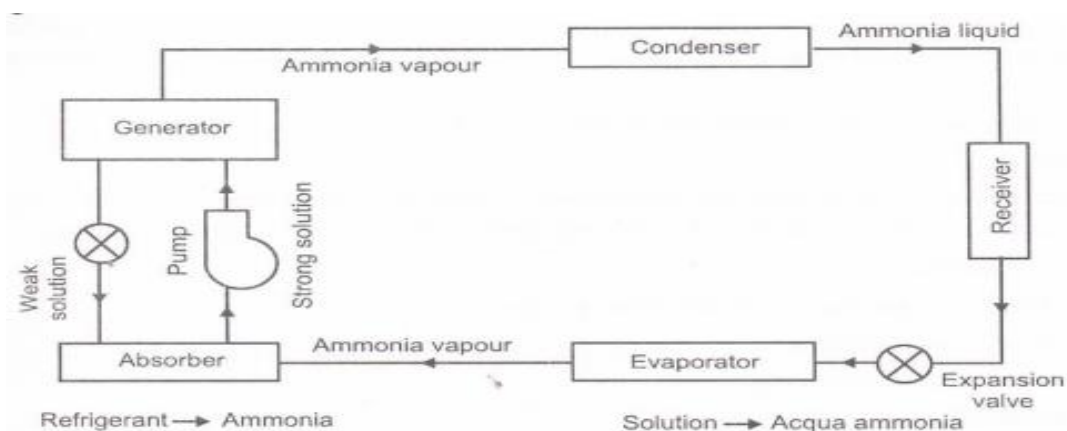 Condenser
Ammonia liquid
Ammonia vapour
Generator
Receiver
Pump
Strong solution
Weak
solution
Absorber
Ammonia vapour
Evaporator
Expansion
valve
Refrigerant → Ammonia
Solution → Acqua ammonia